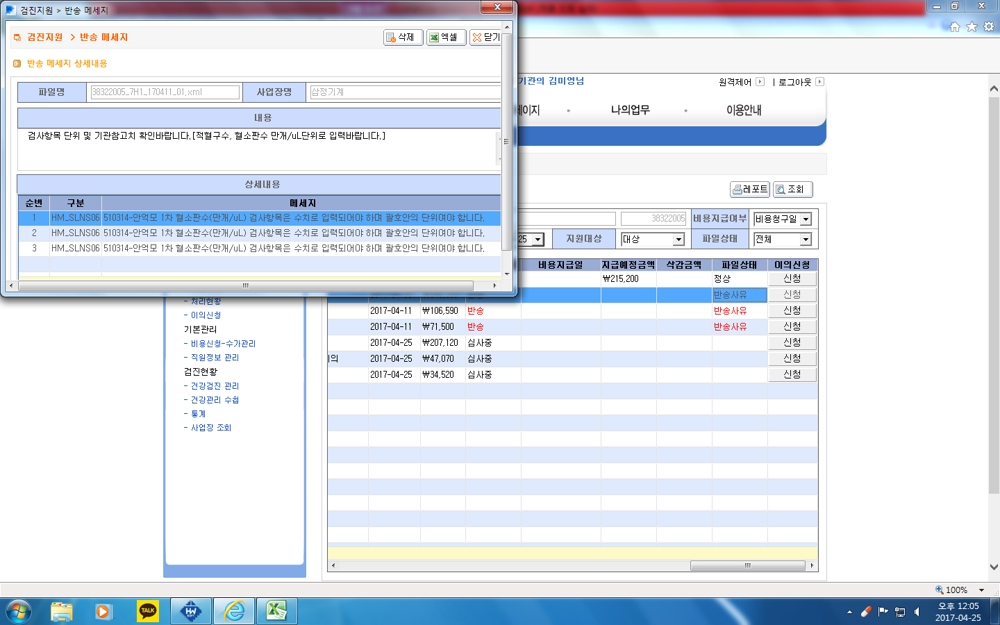 검진지원 > 반송 메세지
검진지원 > 반송 메세지
삭제
엑셀
닫기
반송 메세지 상세내용
파일명
38322005_7H1_170411_01.xml
사업장명
삼정기계
내용
검사항목 단위 및 기관참고치 확인바랍니다.[적혈구수, 혈소판수 만개/uL단위로 입력바랍니다.]
상세내용
순번 구분 메세지
1 HM_SLNS06 510314-안억모 1차 혈소판수(만개/uL) 검사항목은 수치로 입력되어야 하며 괄호안의 단위여야 합니다.
2 HM_SLNS06 510314-안억모 1차 혈소판수(만개/uL) 검사항목은 수치로 입력되어야 하며 괄호안의 단위여야 합니다.
3 HM_SLNS06 510314-안억모 1차 혈소판수(만개/uL) 검사항목은 수치로 입력되어야 하며 괄호안의 단위여야 합니다.
기관의 김미영님
원격제어 | 로그아웃
페이지
나의업무
이용안내
레포트
조회
38322005
비용지급여부
비용청구일
25
지원대상
대상
파일상태
전체
비용지급일 지급예정금액 삭감금액 파일상태 이의신청
₩215,200 정상 신청
반송사유 신청
2017-04-11 ₩106,590 반송 반송사유 신청
2017-04-11 ₩71,500 반송 반송사유 신청
2017-04-25 ₩207,120 심사중 신청
의 2017-04-25 ₩47,070 심사중 신청
2017-04-25 ₩34,520 심사중 신청
- 처리현황
- 이의신청
기본관리
- 비용신청-수가관리
- 직원정보 관리
검진현황
- 건강검진 관리
- 건강관리 수첩
- 통계
- 사업장 조회
100%
TALK
HW
SOFT
오후 12:05
2017-04-25